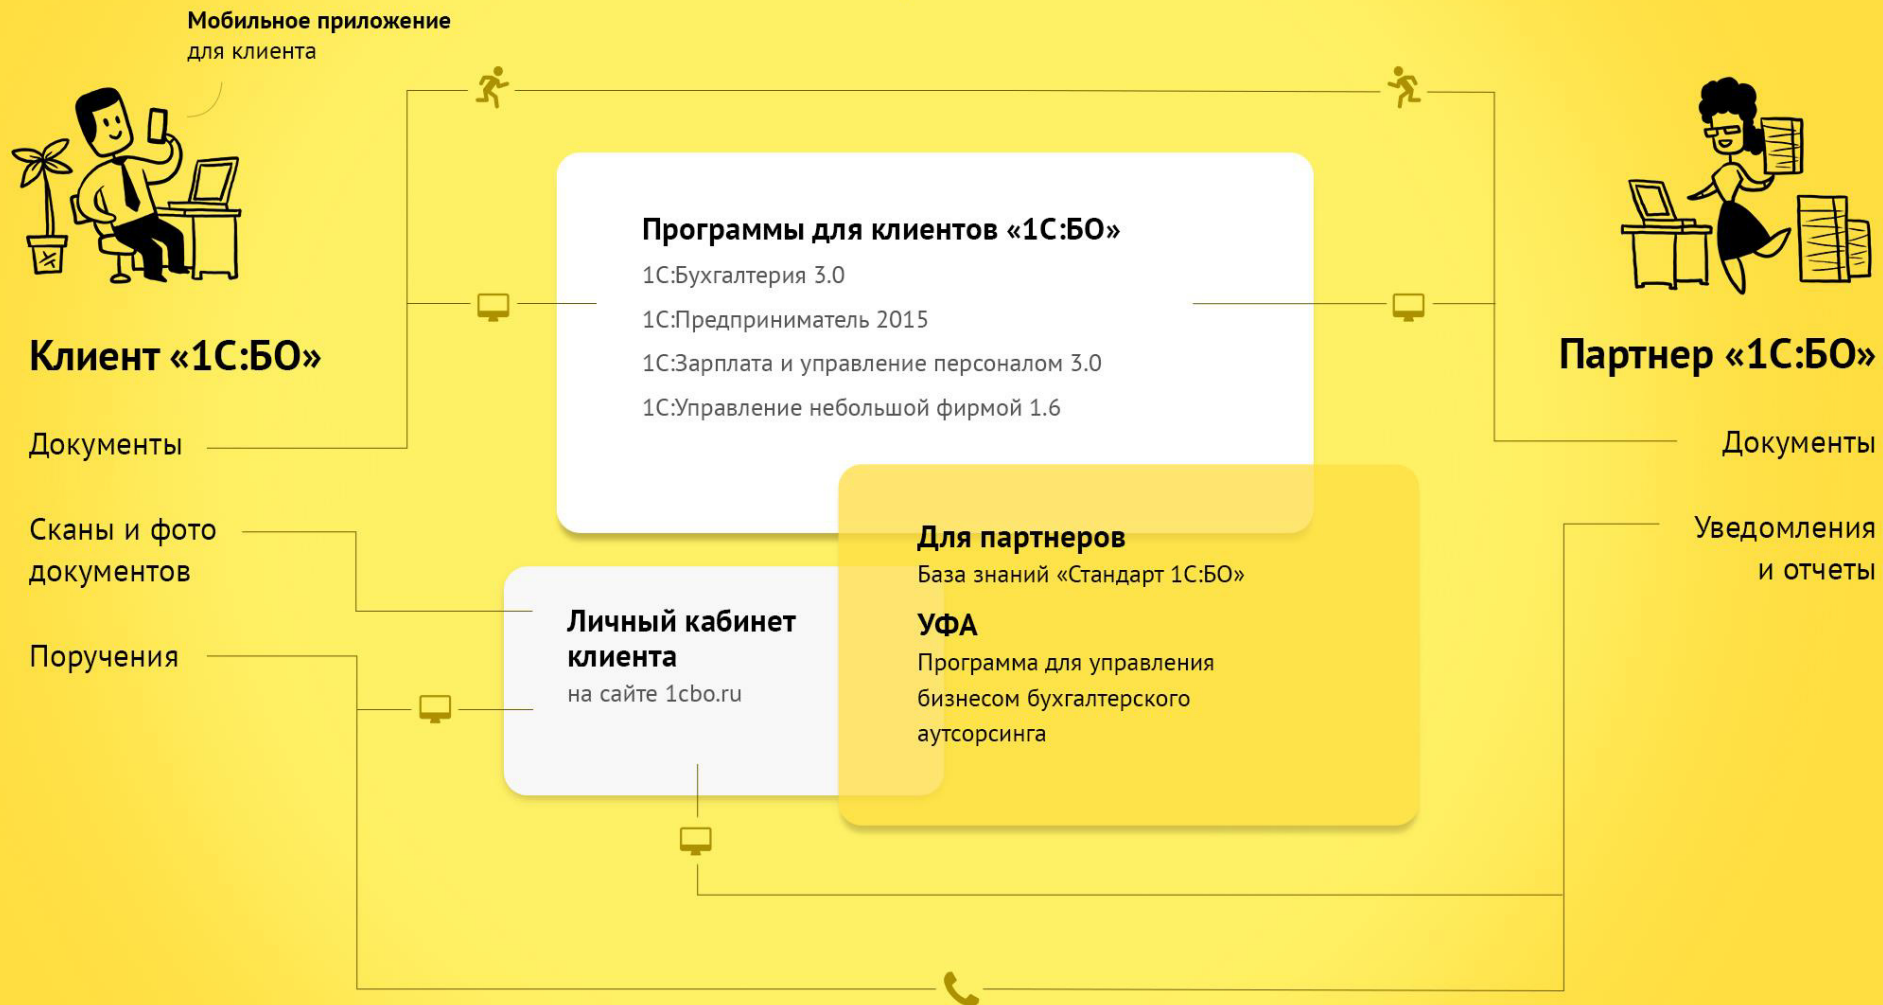 Мобильное приложение
для клиента
Клиент «1С:БО»
Документы
Сканы и фото
документов
Поручения
Программы для клиентов «1С:БО»
1С:Бухгалтерия 3.0
1С:Предприниматель 2015
1С:Зарплата и управление персоналом 3.0
1С:Управление небольшой фирмой 1.6
Личный кабинет
клиента
на сайте 1cbo.ru
Для партнеров
База знаний «Стандарт 1С:БО»
УФА
Программа для управления
бизнесом бухгалтерского
аутсорсинга
Партнер «1С:БО»
Документы
Уведомления
и отчеты